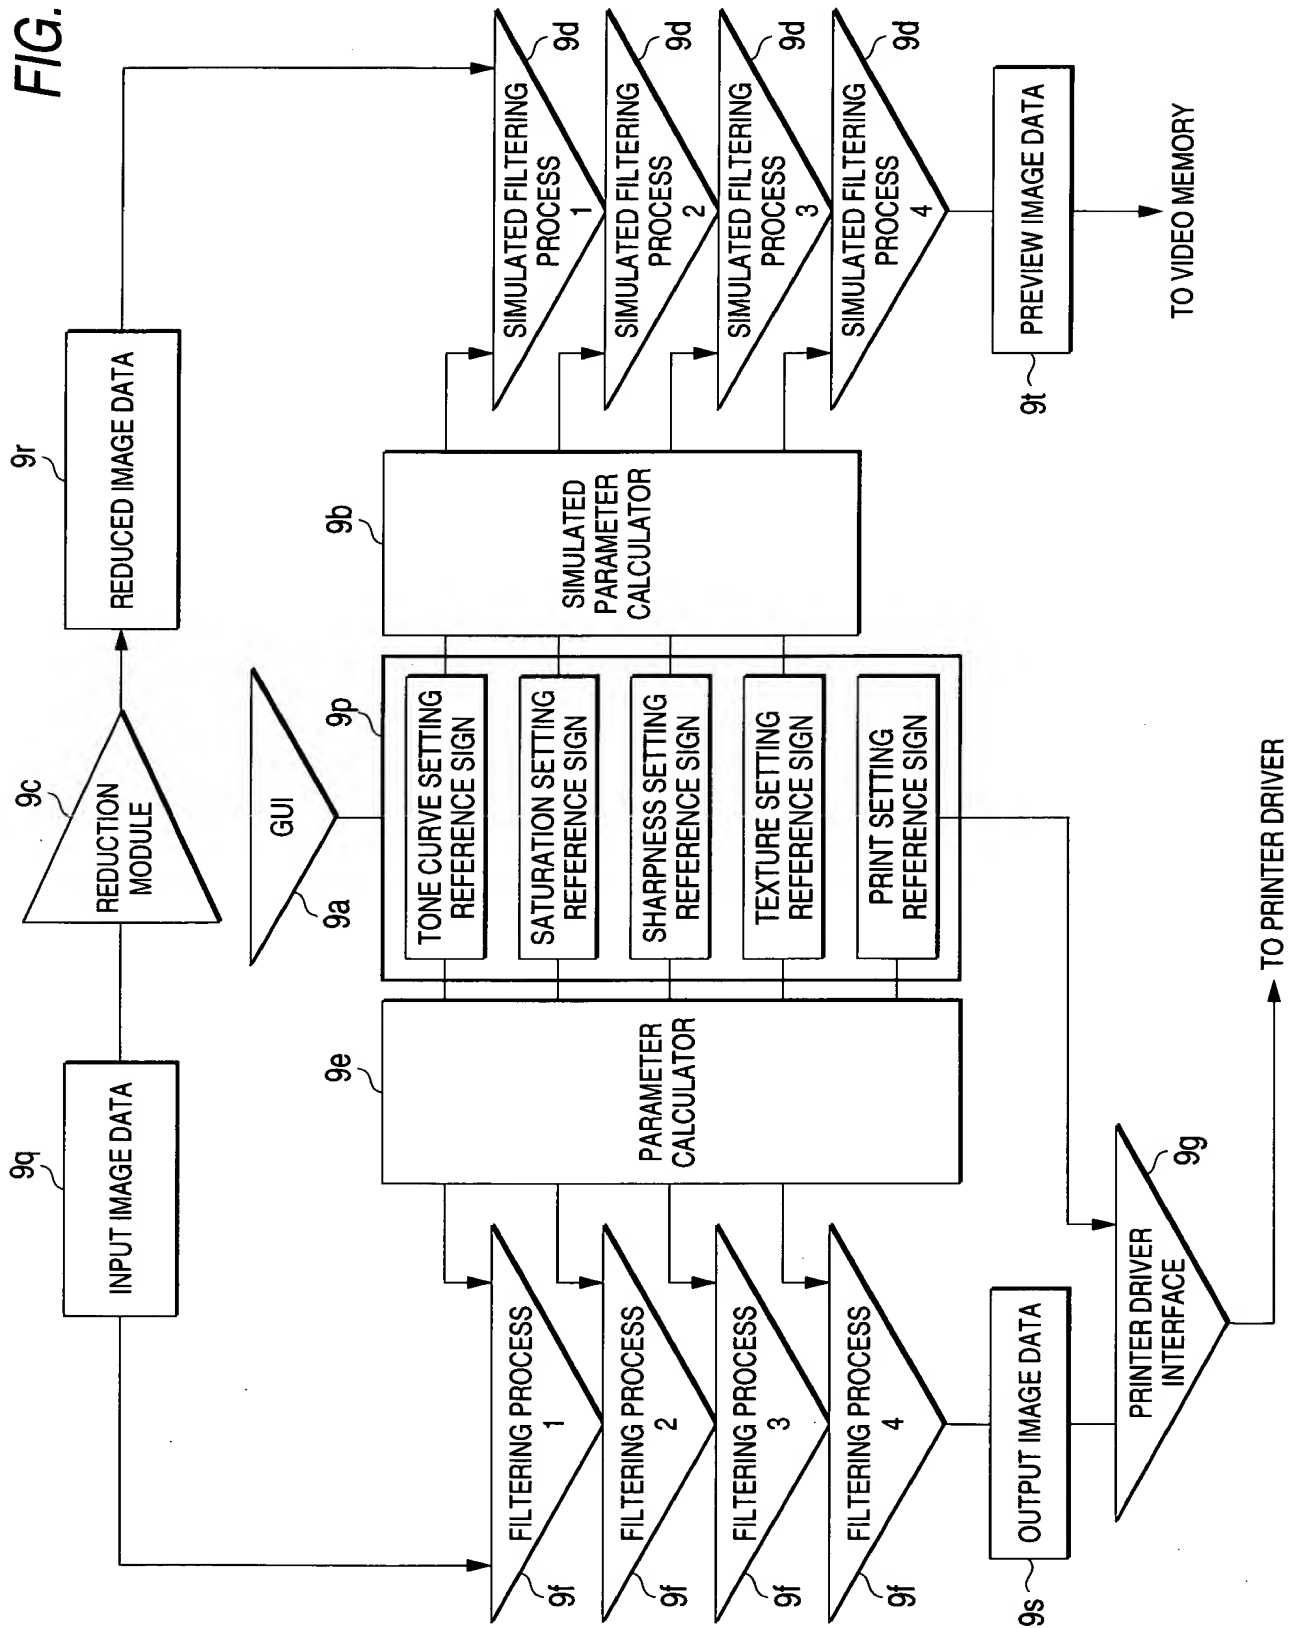 FIG.
9q
INPUT IMAGE DATA
9c
REDUCTION
MODULE
9r
REDUCED IMAGE DATA
9a
GUI
9e
PARAMETER
CALCULATOR
9p
TONE CURVE SETTING
REFERENCE SIGN
SATURATION SETTING
REFERENCE SIGN
SHARPNESS SETTING
REFERENCE SIGN
TEXTURE SETTING
REFERENCE SIGN
PRINT SETTING
REFERENCE SIGN
9b
SIMULATED
PARAMETER
CALCULATOR
FILTERING PROCESS
1
9f
FILTERING PROCESS
2
9f
FILTERING PROCESS
3
9f
FILTERING PROCESS
4
9f
SIMULATED FILTERING
PROCESS
1
9d
SIMULATED FILTERING
PROCESS
2
9d
SIMULATED FILTERING
PROCESS
3
9d
SIMULATED FILTERING
PROCESS
4
9d
OUTPUT IMAGE DATA
9s
PREVIEW IMAGE DATA
9t
PRINTER DRIVER
INTERFACE
9g
TO PRINTER DRIVER
TO VIDEO MEMORY